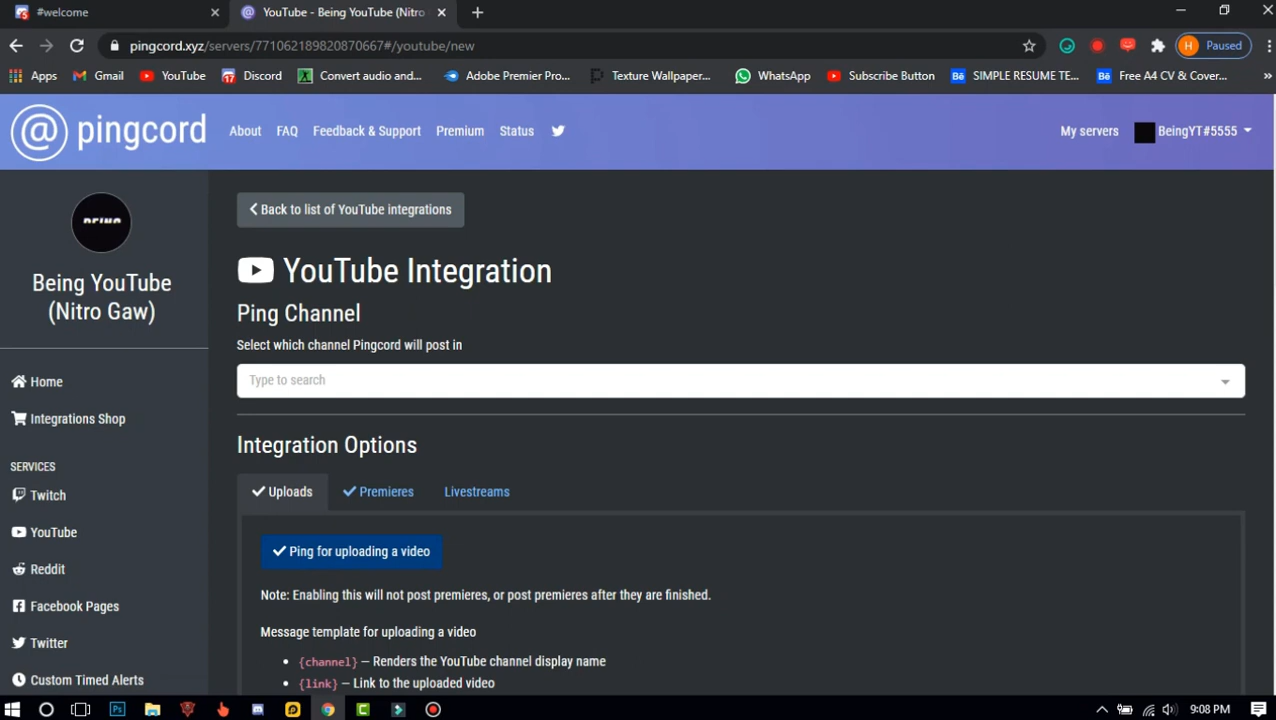 #welcome
YouTube - Being YouTube (Nitro
pingcord.xyz/servers/771062189820870667#/youtube/new
H Paused
Apps
Gmail
YouTube
17 Discord
Convert audio and...
Adobe Premier Pro...
Texture Wallpaper...
WhatsApp
Subscribe Button
Bē SIMPLE RESUME TE...
Bē Free A4 CV & Cover...
@ pingcord
About
FAQ
Feedback & Support
Premium
Status
My servers
BeingYT#5555
BEING
Being YouTube
(Nitro Gaw)
Home
Integrations Shop
SERVICES
Twitch
YouTube
Reddit
Facebook Pages
Twitter
Custom Timed Alerts
Back to list of YouTube integrations
YouTube Integration
Ping Channel
Select which channel Pingcord will post in
Type to search
Integration Options
Uploads
Premieres
Livestreams
Ping for uploading a video
Note: Enabling this will not post premieres, or post premieres after they are finished.
Message template for uploading a video
• {channel} — Renders the YouTube channel display name
• {link} — Link to the uploaded video
Ps
9:08 PM